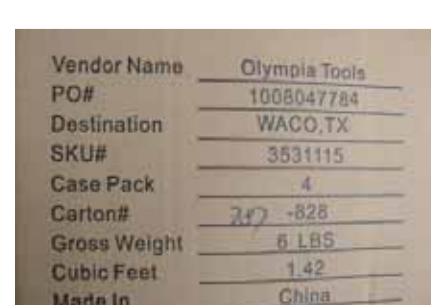 Vendor Name Olympia Tools
PO# 1008047784
Destination WACO,TX
SKU# 3531115
Case Pack 4
Carton# -828
Gross Weight 6 LBS
Cubic Feet 1.42
Made In China